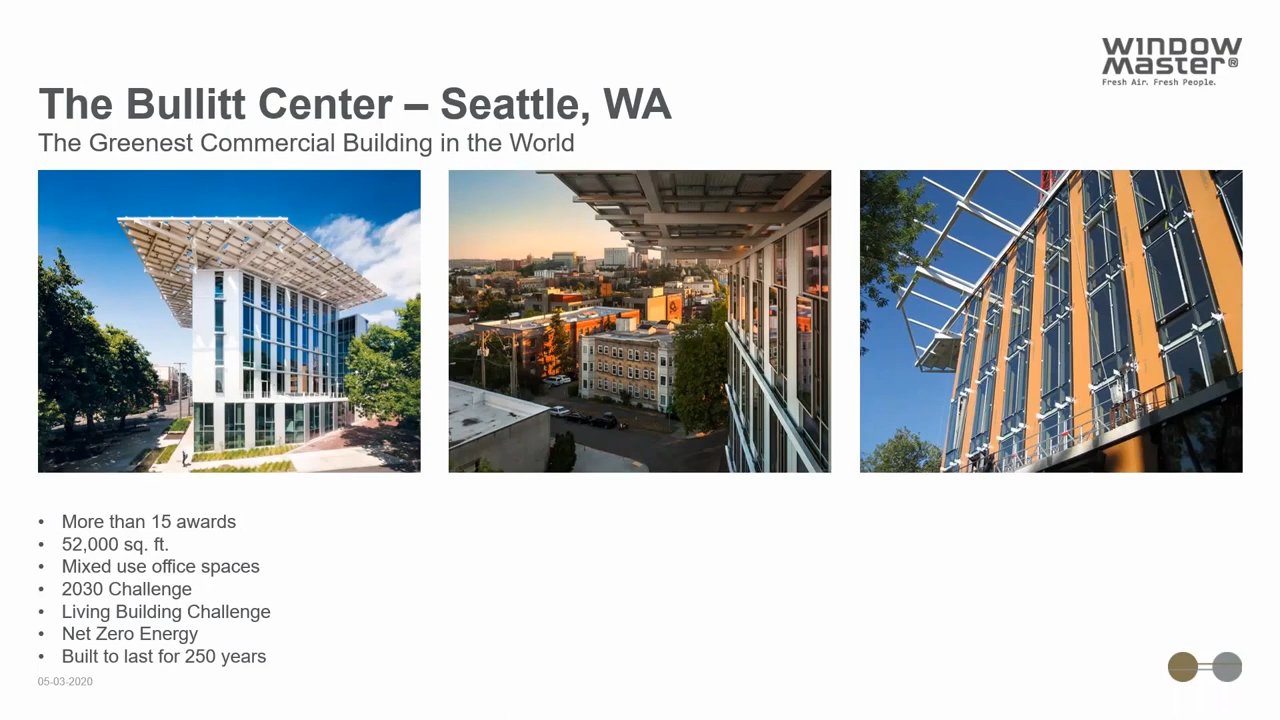 WINDOW
Master®
Fresh Air. Fresh People.
The Bullitt Center – Seattle, WA
The Greenest Commercial Building in the World
• More than 15 awards
• 52,000 sq. ft.
• Mixed use office spaces
• 2030 Challenge
• Living Building Challenge
• Net Zero Energy
• Built to last for 250 years
05-03-2020